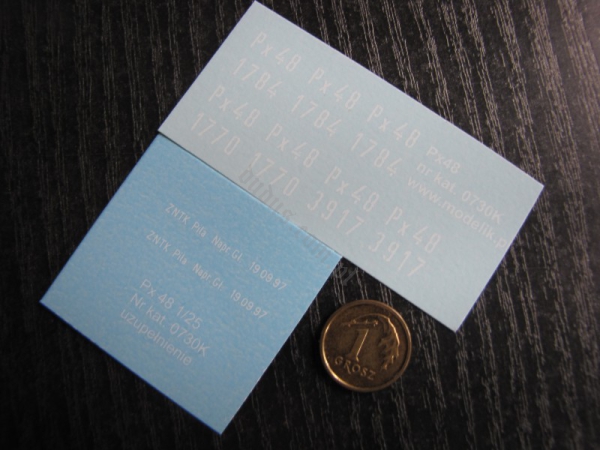 Px48 Px48 Px48 Px48
1784 1784 1784 nr kat. 0730K
Px48 Px48 Px48 Px48 www.modelik.p
1770 1770 3917 3917
ZNTK Piła Napr.Gł. 19.09.97
ZNTK Piła Napr.Gł. 19.09.97
Px 48 1/25
Nr kat. 0730K
uzupełnienie
1
GROSZ